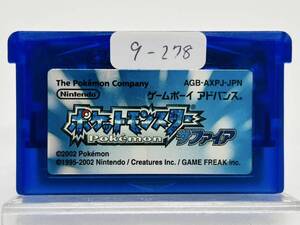 9-278
The Pokémon Company
AGB-AXPJ-JPN
Nintendo
ゲームボーイ アドバンス®
ポケットモンスター
Pokémon
サファイア
©2002 Pokémon
©1995-2002 Nintendo / Creatures inc. / GAME FREAK inc.